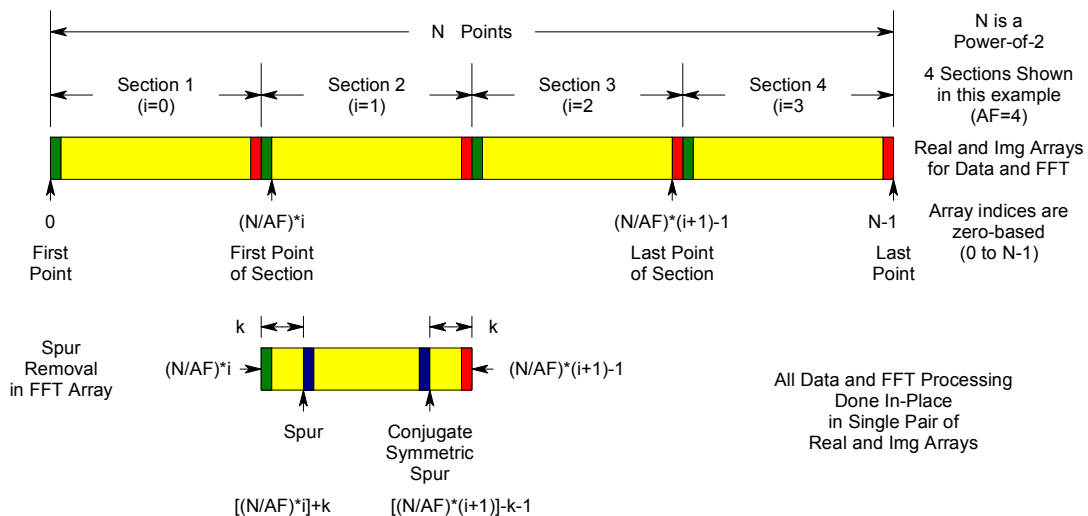 N Points
N is a
Power-of-2
Section 1
(i=0)
Section 2
(i=1)
Section 3
(i=2)
Section 4
(i=3
4 Sections Shown
in this example
(AF=4)
Real and Img Arrays
for Data and FFT
0
(N/AF)*i
(N/AF)*(i+1)-1
N-1
First
Point
First Point
of Section
Last Point
of Section
Last
Point
Array indices are
zero-based
(0 to N-1)
Spur
Removal
in FFT Array
k
k
(N/AF)*i
(N/AF)*(i+1)-1
Spur
Conjugate
Symmetric
Spur
[(N/AF)*i]+k
[(N/AF)*(i+1)]-k-1
All Data and FFT Processing
Done In-Place
in Single Pair of
Real and Img Arrays